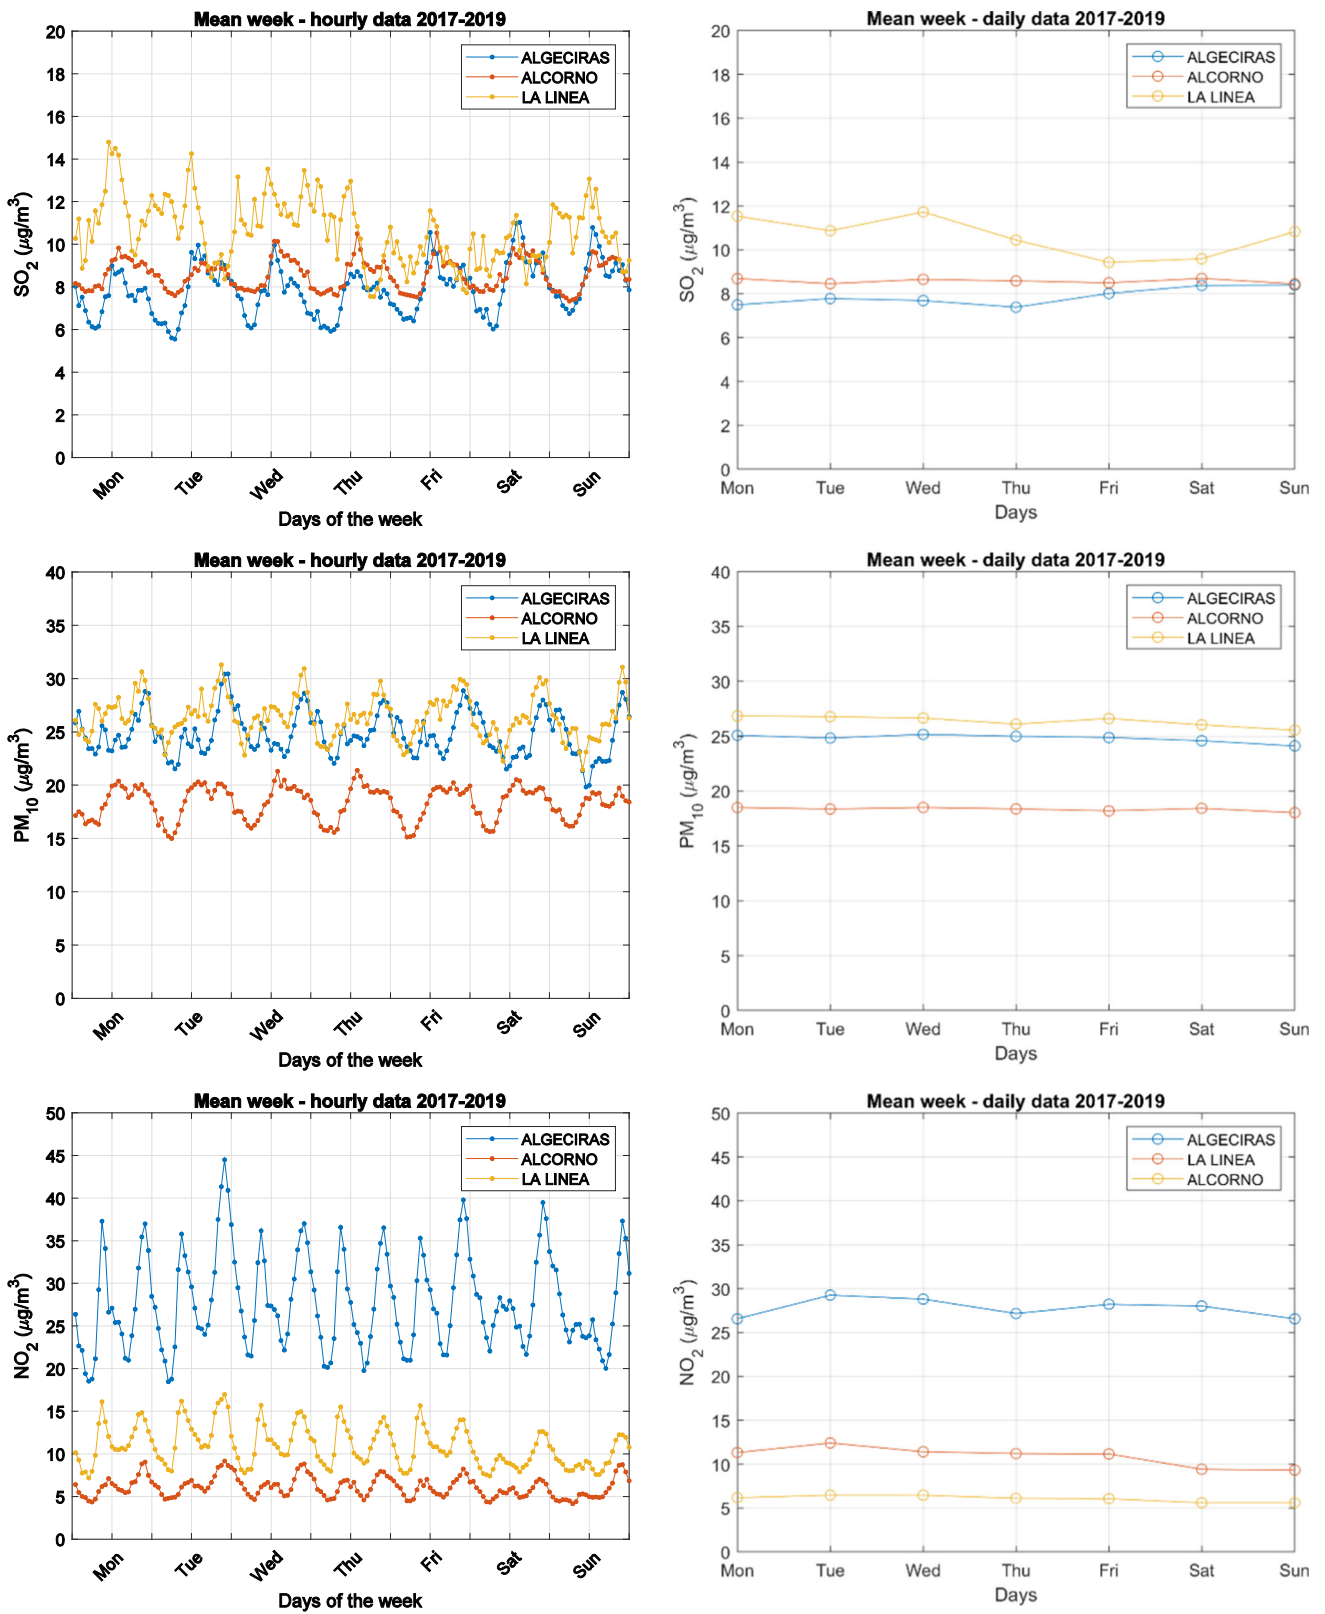 Mean week - hourly data 2017-2019
20
18
16
14
12
10
8
6
4
2
0
SO2 (μg/m3)
ALGECIRAS
ALCORNO
LA LINEA
Mon Tue Wed Thu Fri Sat Sun
Days of the week
Mean week - daily data 2017-2019
20
18
16
14
12
10
8
6
4
2
0
SO2 (μg/m3)
ALGECIRAS
ALCORNO
LA LINEA
Mon Tue Wed Thu Fri Sat Sun
Days
Mean week - hourly data 2017-2019
40
35
30
25
20
15
10
5
0
PM10 (μg/m3)
ALGECIRAS
ALCORNO
LA LINEA
Mon Tue Wed Thu Fri Sat Sun
Days of the week
Mean week - daily data 2017-2019
40
35
30
25
20
15
10
5
0
PM10 (μg/m3)
ALGECIRAS
ALCORNO
LA LINEA
Mon Tue Wed Thu Fri Sat Sun
Days
Mean week - hourly data 2017-2019
50
45
40
35
30
25
20
15
10
5
0
NO2 (μg/m3)
ALGECIRAS
ALCORNO
LA LINEA
Mon Tue Wed Thu Fri Sat Sun
Days of the week
Mean week - daily data 2017-2019
50
45
40
35
30
25
20
15
10
5
0
NO2 (μg/m3)
ALGECIRAS
LA LINEA
ALCORNO
Mon Tue Wed Thu Fri Sat Sun
Days